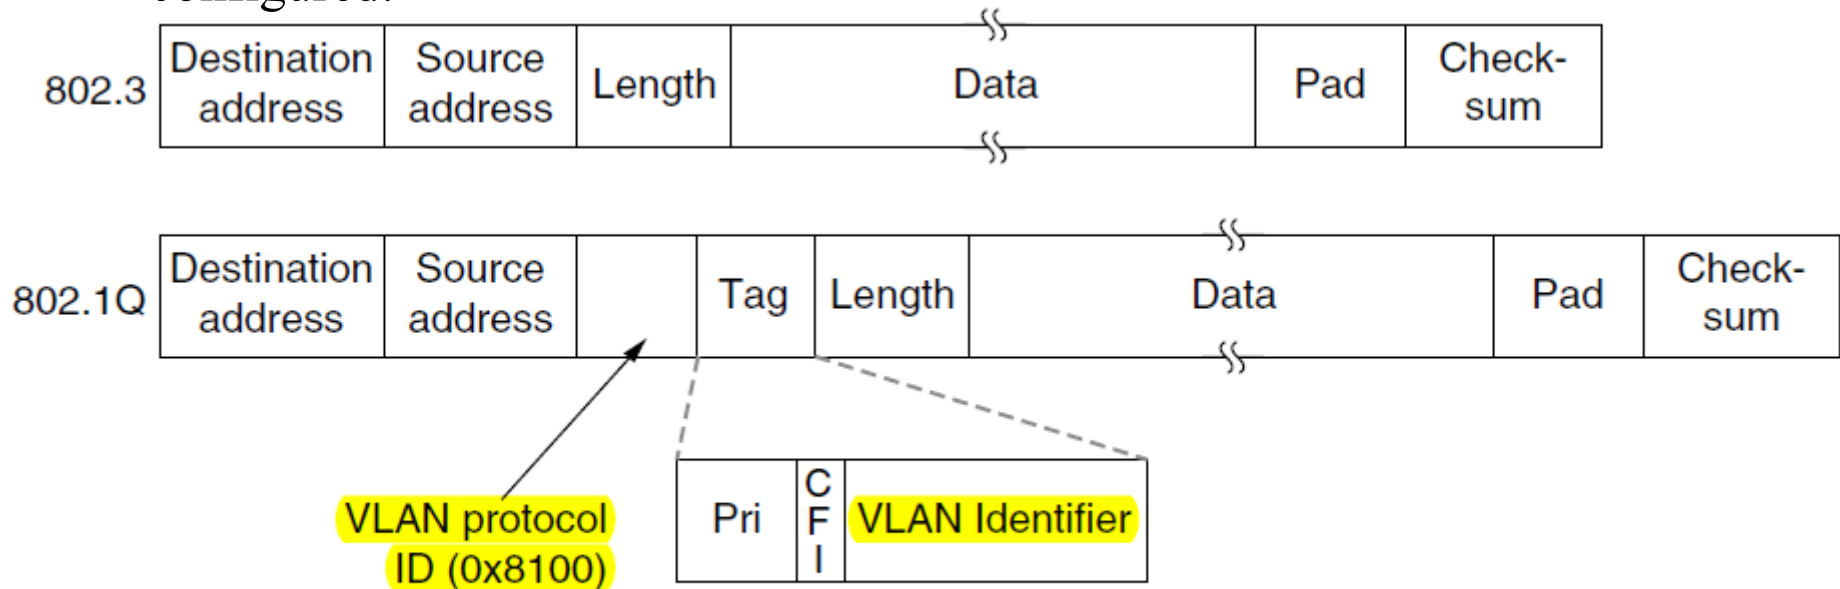 configured.
Destination Source Length Data Pad Check-
802.3
address address sum
Destination Source Tag Length Data Pad Check-
802.1Q
address address sum
VLAN protocol
ID (0x8100)
Pri
C
F
I
VLAN Identifier